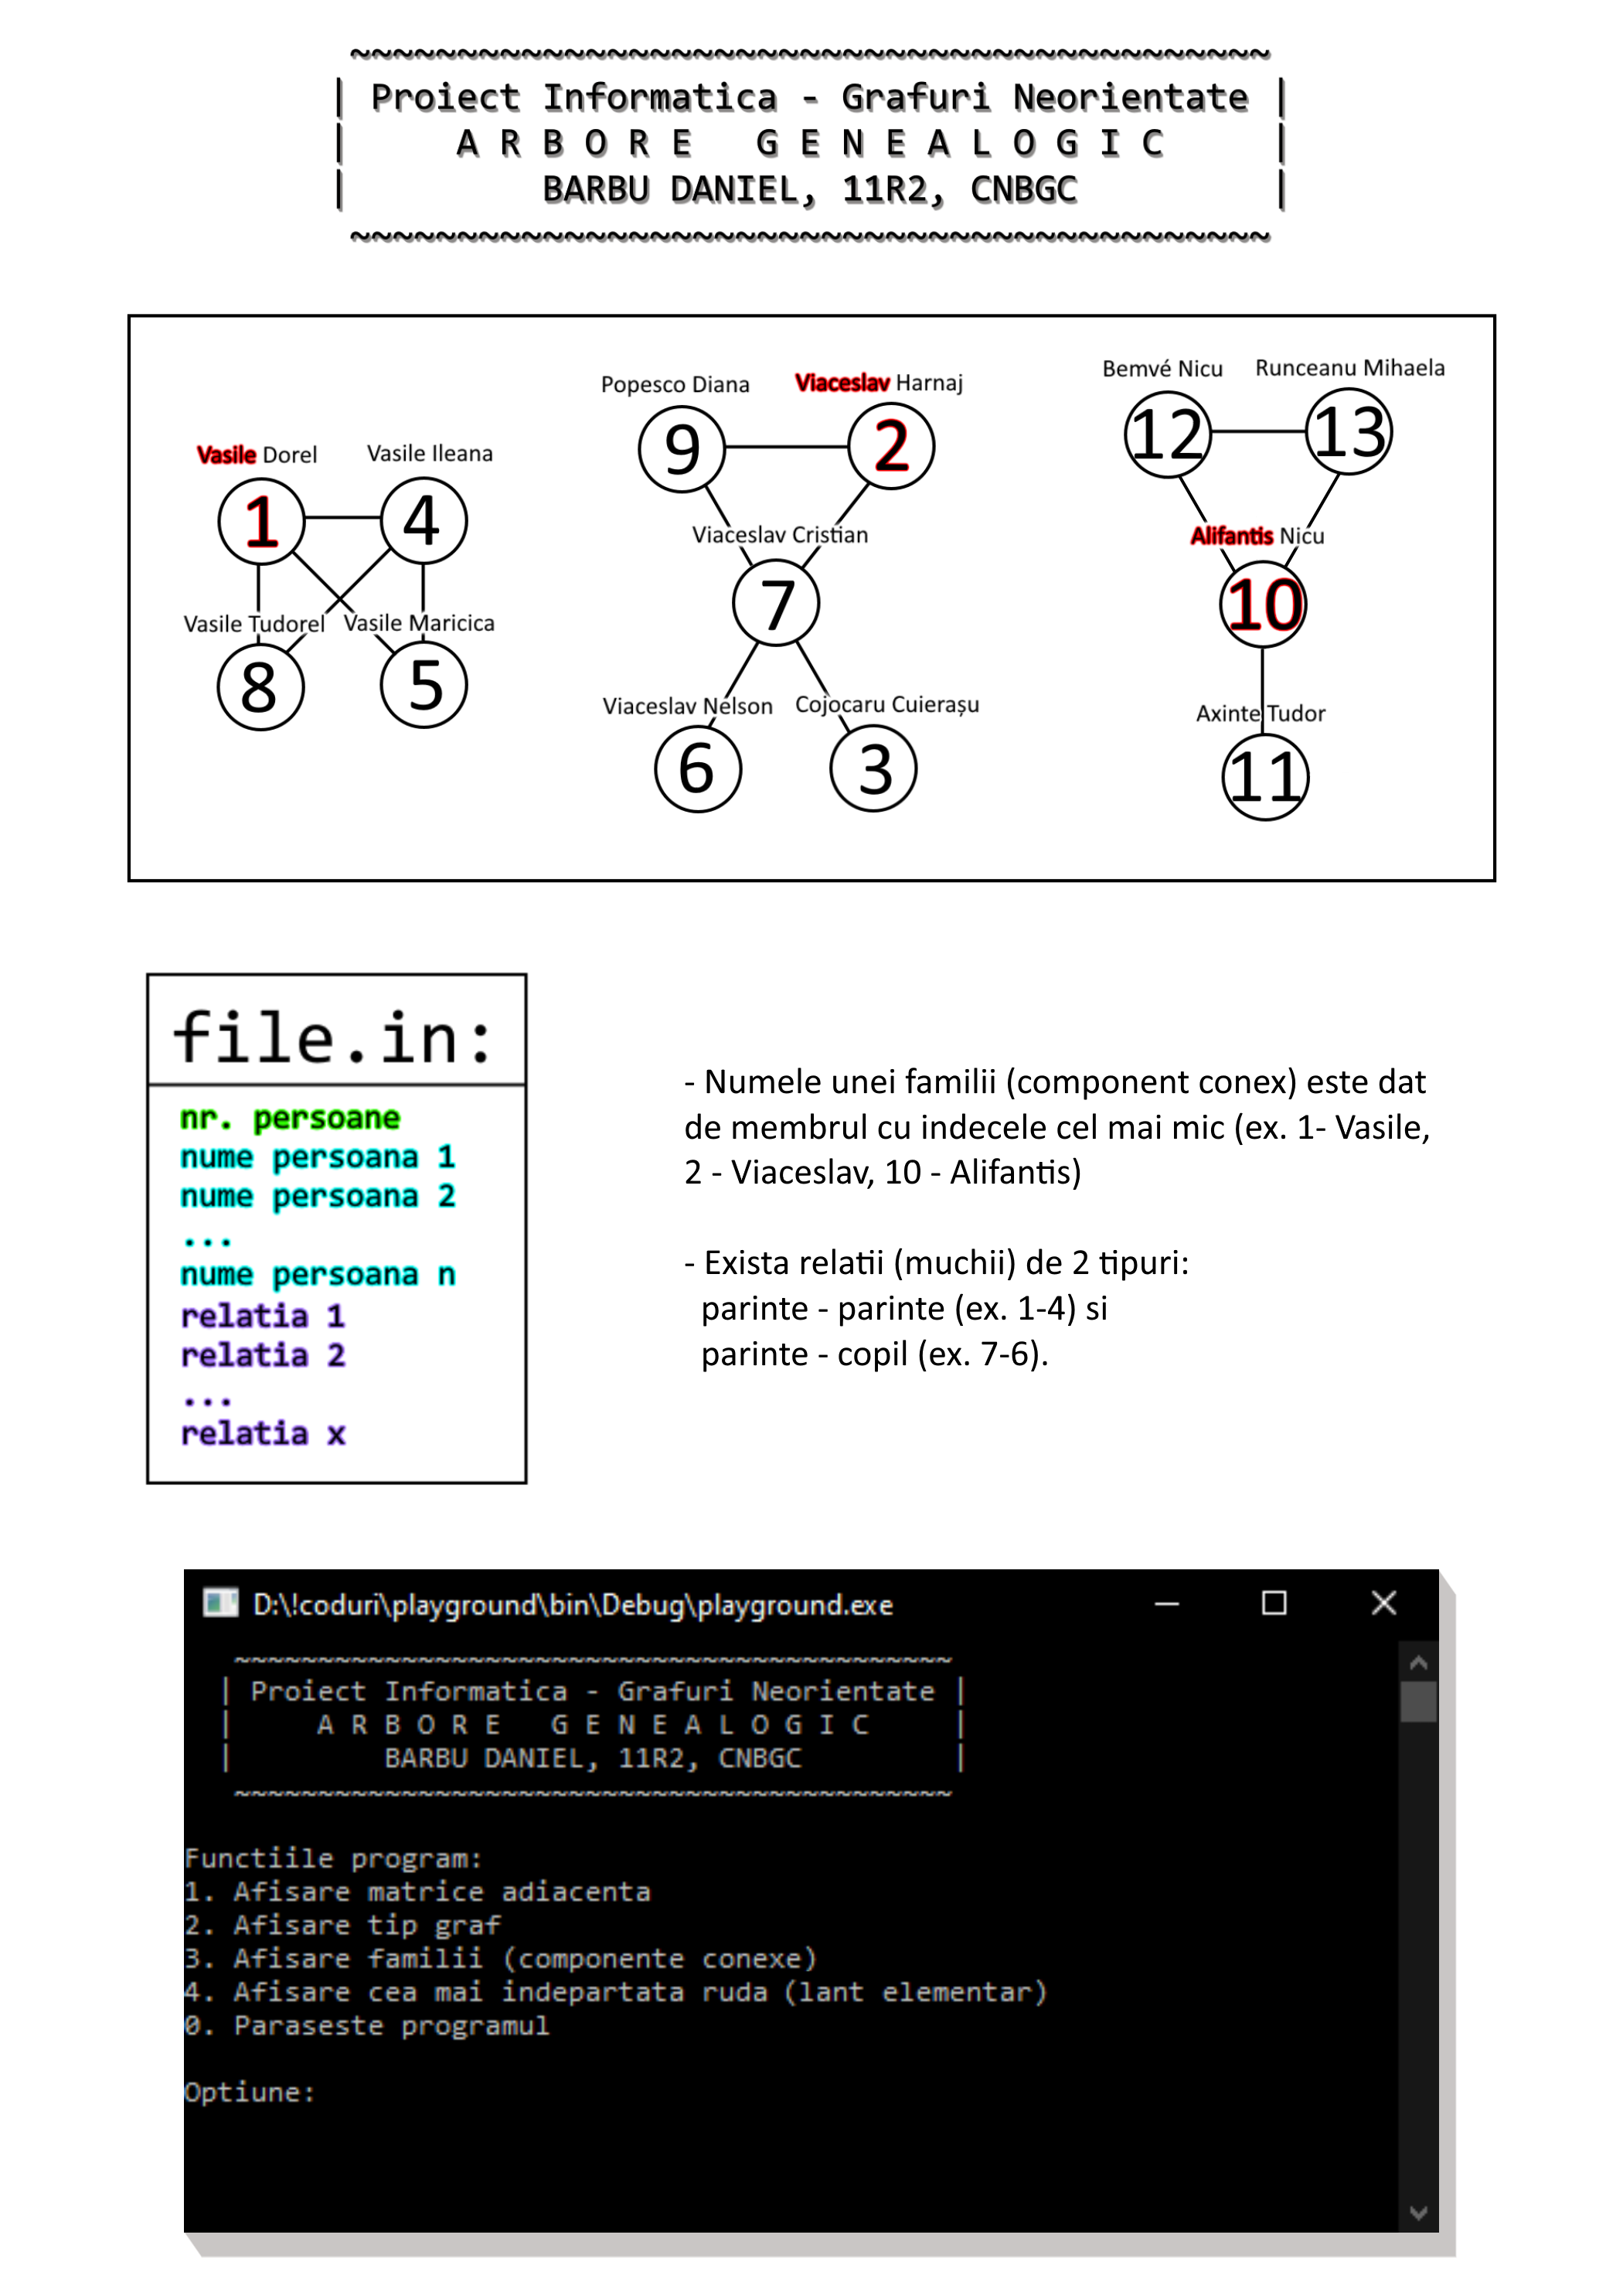 ~~~~~~~~~~~~~~~~~~~~~~~~~~~~~~~~~~~~~~~~~~~
| Proiect Informatica - Grafuri Neorientate |
| A R B O R E   G E N E A L O G I C |
| BARBU DANIEL, 11R2, CNBGC |
~~~~~~~~~~~~~~~~~~~~~~~~~~~~~~~~~~~~~~~~~~~
Vasile Dorel
Vasile Ileana
1
4
Vasile Tudorel
Vasile Maricica
8
5
Popesco Diana
Viaceslav Harnaj
9
2
Viaceslav Cristian
7
Viaceslav Nelson
Cojocaru Cuierașu
6
3
Bemvé Nicu
Runceanu Mihaela
12
13
Alifantis Nicu
10
Axinte Tudor
11
file.in:
nr. persoane
nume persoana 1
nume persoana 2
...
nume persoana n
relatia 1
relatia 2
...
relatia x
- Numele unei familii (component conex) este dat
de membrul cu indecele cel mai mic (ex. 1- Vasile,
2 - Viaceslav, 10 - Alifantis)
- Exista relatii (muchii) de 2 tipuri:
parinte - parinte (ex. 1-4) si
parinte - copil (ex. 7-6).
D:\!coduri\playground\bin\Debug\playground.exe
~~~~~~~~~~~~~~~~~~~~~~~~~~~~~~~~~~~~~~~~~~~
| Proiect Informatica - Grafuri Neorientate |
| A R B O R E   G E N E A L O G I C |
| BARBU DANIEL, 11R2, CNBGC |
~~~~~~~~~~~~~~~~~~~~~~~~~~~~~~~~~~~~~~~~~~~
Functiile program:
1. Afisare matrice adiacenta
2. Afisare tip graf
3. Afisare familii (componente conexe)
4. Afisare cea mai indepartata ruda (lant elementar)
0. Paraseste programul
Optiune: